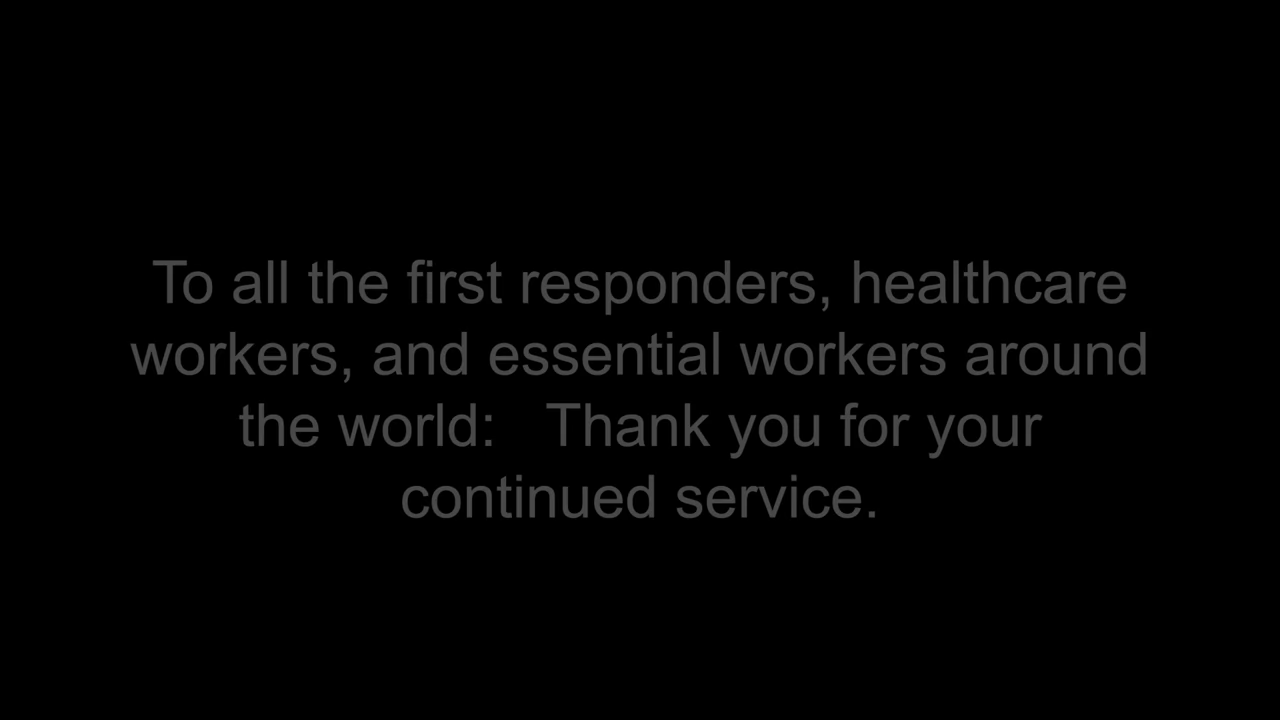 To all the first responders, healthcare
workers, and essential workers around
the world:   Thank you for your
continued service.